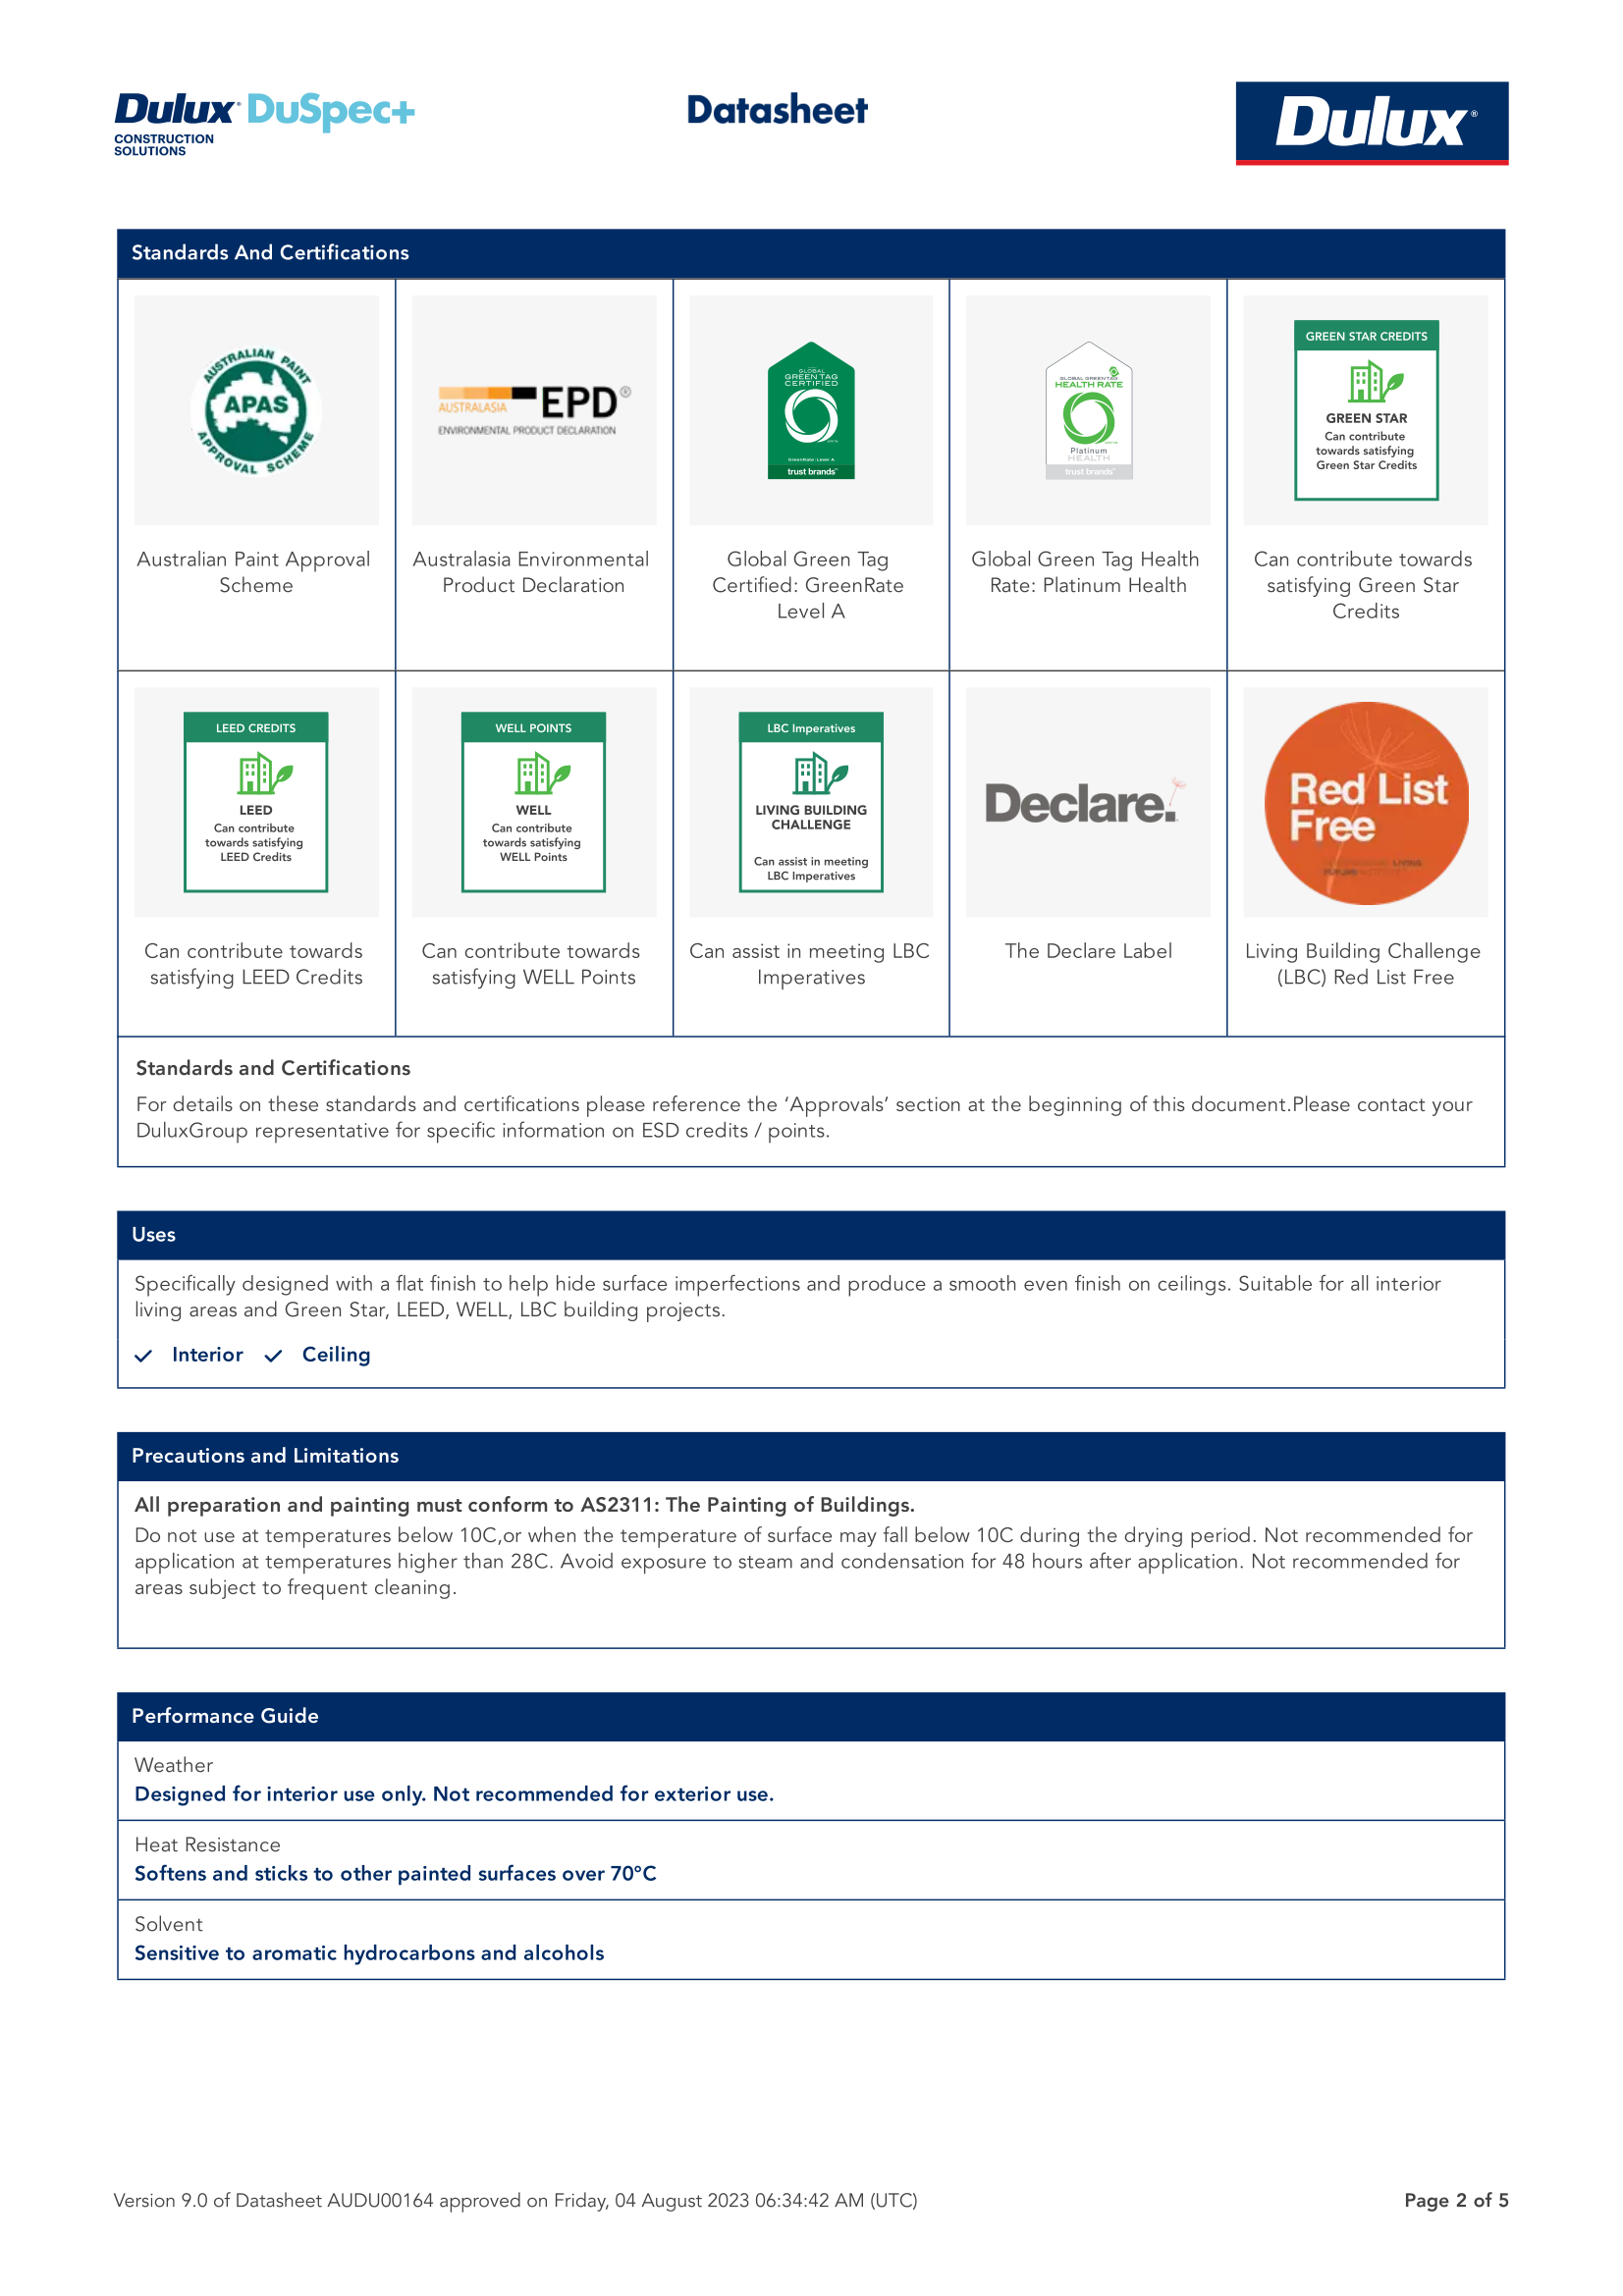 Dulux® DuSpec+
CONSTRUCTION
SOLUTIONS
Datasheet
Dulux®
Standards And Certifications
AUSTRALIAN PAINT
APAS
APPROVAL SCHEME
AUSTRALASIA EPD®
ENVIRONMENTAL PRODUCT DECLARATION
GLOBAL
GREEN TAG
CERTIFIED
GreenRate Level A
trust brands™
GLOBAL GREENTAG
HEALTH RATE
Platinum
HEALTH
trust brands™
GREEN STAR CREDITS
GREEN STAR
Can contribute
towards satisfying
Green Star Credits
Australian Paint Approval
Scheme
Australasia Environmental
Product Declaration
Global Green Tag
Certified: GreenRate
Level A
Global Green Tag Health
Rate: Platinum Health
Can contribute towards
satisfying Green Star
Credits
LEED CREDITS
LEED
Can contribute
towards satisfying
LEED Credits
WELL POINTS
WELL
Can contribute
towards satisfying
WELL Points
LBC Imperatives
LIVING BUILDING
CHALLENGE
Can assist in meeting
LBC Imperatives
Declare.
Red List
Free
Can contribute towards
satisfying LEED Credits
Can contribute towards
satisfying WELL Points
Can assist in meeting LBC
Imperatives
The Declare Label
Living Building Challenge
(LBC) Red List Free
Standards and Certifications
For details on these standards and certifications please reference the ‘Approvals’ section at the beginning of this document.Please contact your
DuluxGroup representative for specific information on ESD credits / points.
Uses
Specifically designed with a flat finish to help hide surface imperfections and produce a smooth even finish on ceilings. Suitable for all interior
living areas and Green Star, LEED, WELL, LBC building projects.
✓ Interior ✓ Ceiling
Precautions and Limitations
All preparation and painting must conform to AS2311: The Painting of Buildings.
Do not use at temperatures below 10C,or when the temperature of surface may fall below 10C during the drying period. Not recommended for
application at temperatures higher than 28C. Avoid exposure to steam and condensation for 48 hours after application. Not recommended for
areas subject to frequent cleaning.
Performance Guide
Weather
Designed for interior use only. Not recommended for exterior use.
Heat Resistance
Softens and sticks to other painted surfaces over 70°C
Solvent
Sensitive to aromatic hydrocarbons and alcohols
Version 9.0 of Datasheet AUDU00164 approved on Friday, 04 August 2023 06:34:42 AM (UTC)
Page 2 of 5